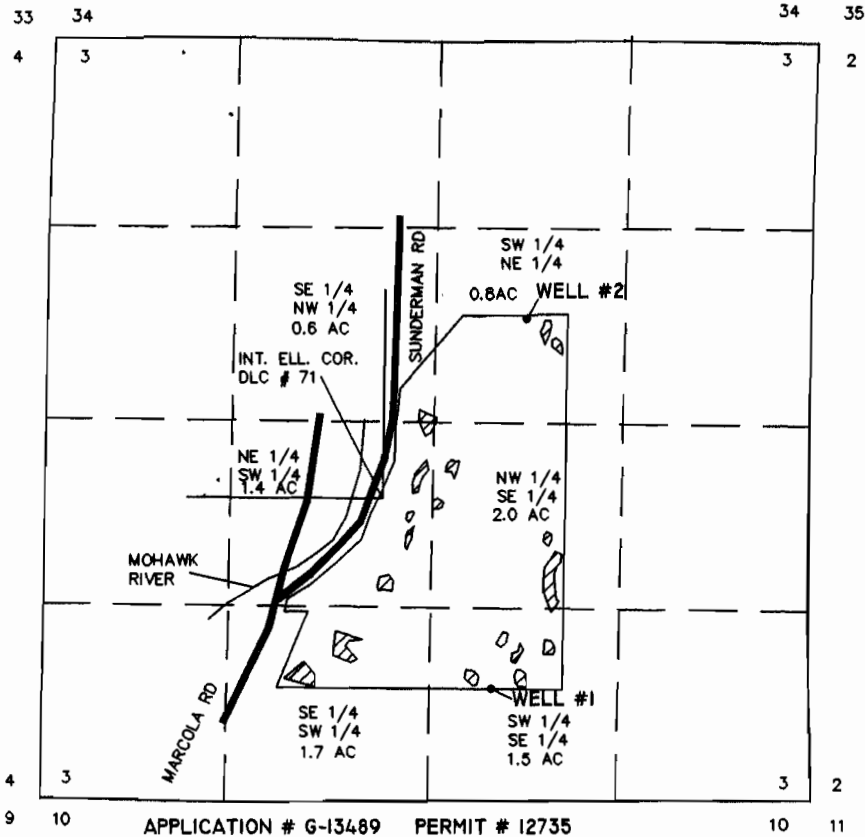 33 34
34 35
4 3
3 2
SW 1/4
NE 1/4
0.8AC
WELL #2
SUNDERMAN RD
SE 1/4
NW 1/4
0.6 AC
INT. ELL. COR.
DLC # 71
NE 1/4
SW 1/4
1.4 AC
NW 1/4
SE 1/4
2.0 AC
MOHAWK
RIVER
MARCOLA RD
SE 1/4
SW 1/4
1.7 AC
WELL #1
SW 1/4
SE 1/4
1.5 AC
4 3
3 2
9 10
10 11
APPLICATION # G-13489 PERMIT # 12735